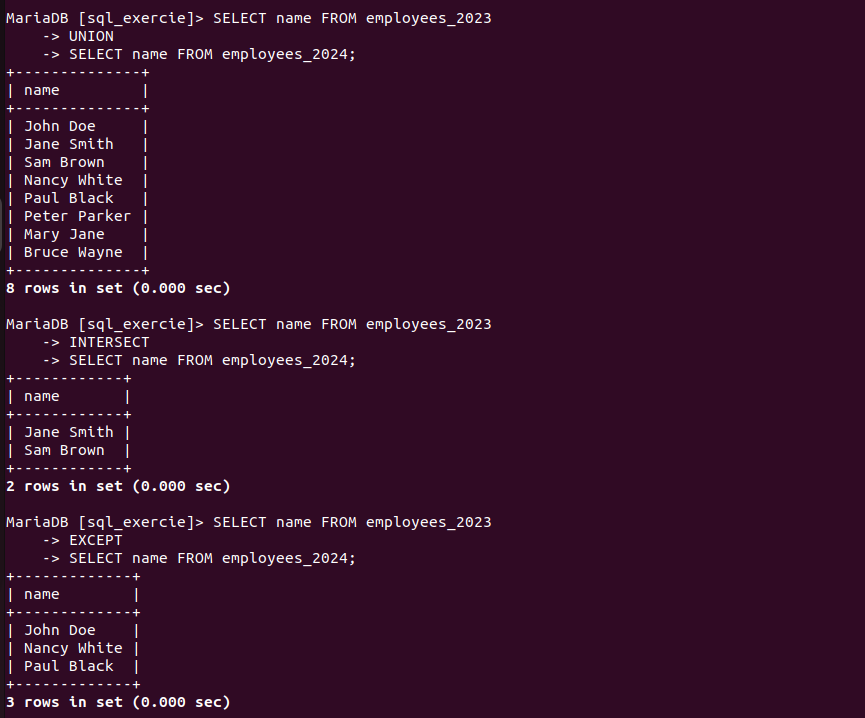 MariaDB [sql_exercie]> SELECT name FROM employees_2023
    -> UNION
    -> SELECT name FROM employees_2024;
+--------------+
| name         |
+--------------+
| John Doe     |
| Jane Smith   |
| Sam Brown    |
| Nancy White  |
| Paul Black   |
| Peter Parker |
| Mary Jane    |
| Bruce Wayne  |
+--------------+
8 rows in set (0.000 sec)

MariaDB [sql_exercie]> SELECT name FROM employees_2023
    -> INTERSECT
    -> SELECT name FROM employees_2024;
+------------+
| name       |
+------------+
| Jane Smith |
| Sam Brown  |
+------------+
2 rows in set (0.000 sec)

MariaDB [sql_exercie]> SELECT name FROM employees_2023
    -> EXCEPT
    -> SELECT name FROM employees_2024;
+-------------+
| name        |
+-------------+
| John Doe    |
| Nancy White |
| Paul Black  |
+-------------+
3 rows in set (0.000 sec)